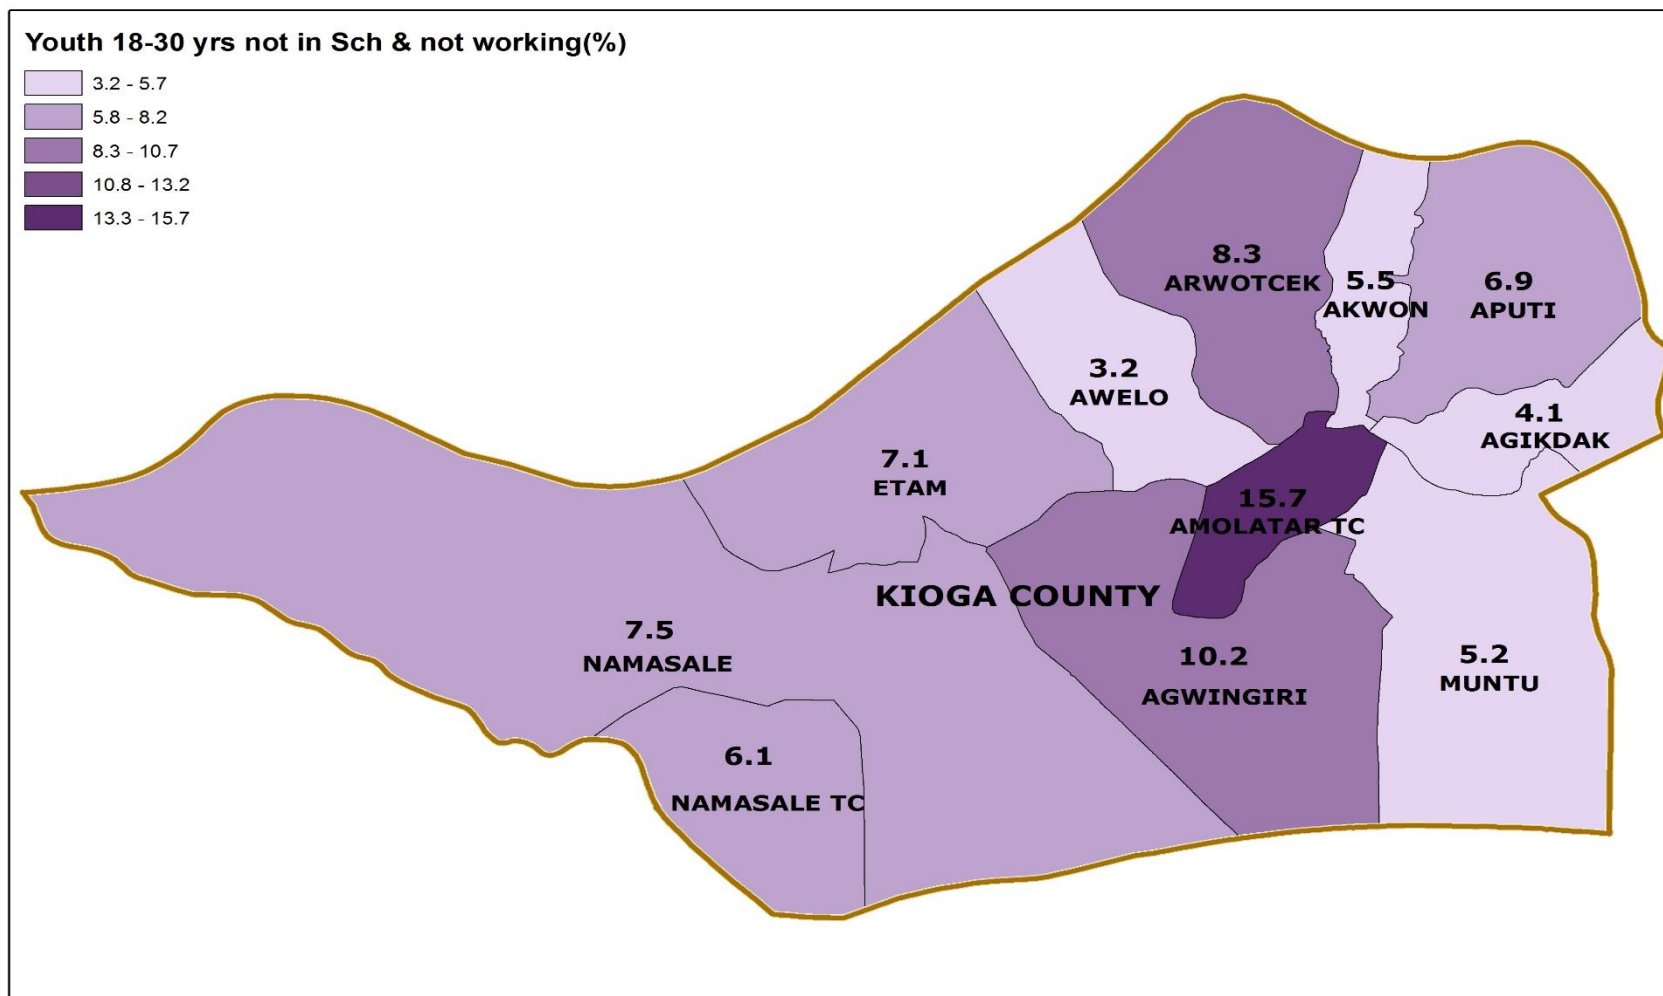 Youth 18-30 yrs not in Sch & not working(%)
3.2 - 5.7
5.8 - 8.2
8.3 - 10.7
10.8 - 13.2
13.3 - 15.7
8.3
ARWOTCEK
5.5
AKWON
6.9
APUTI
3.2
AWELO
4.1
AGIKDAK
7.1
ETAM
15.7
AMOLATAR TC
KIOGA COUNTY
7.5
NAMASALE
10.2
AGWINGIRI
5.2
MUNTU
6.1
NAMASALE TC